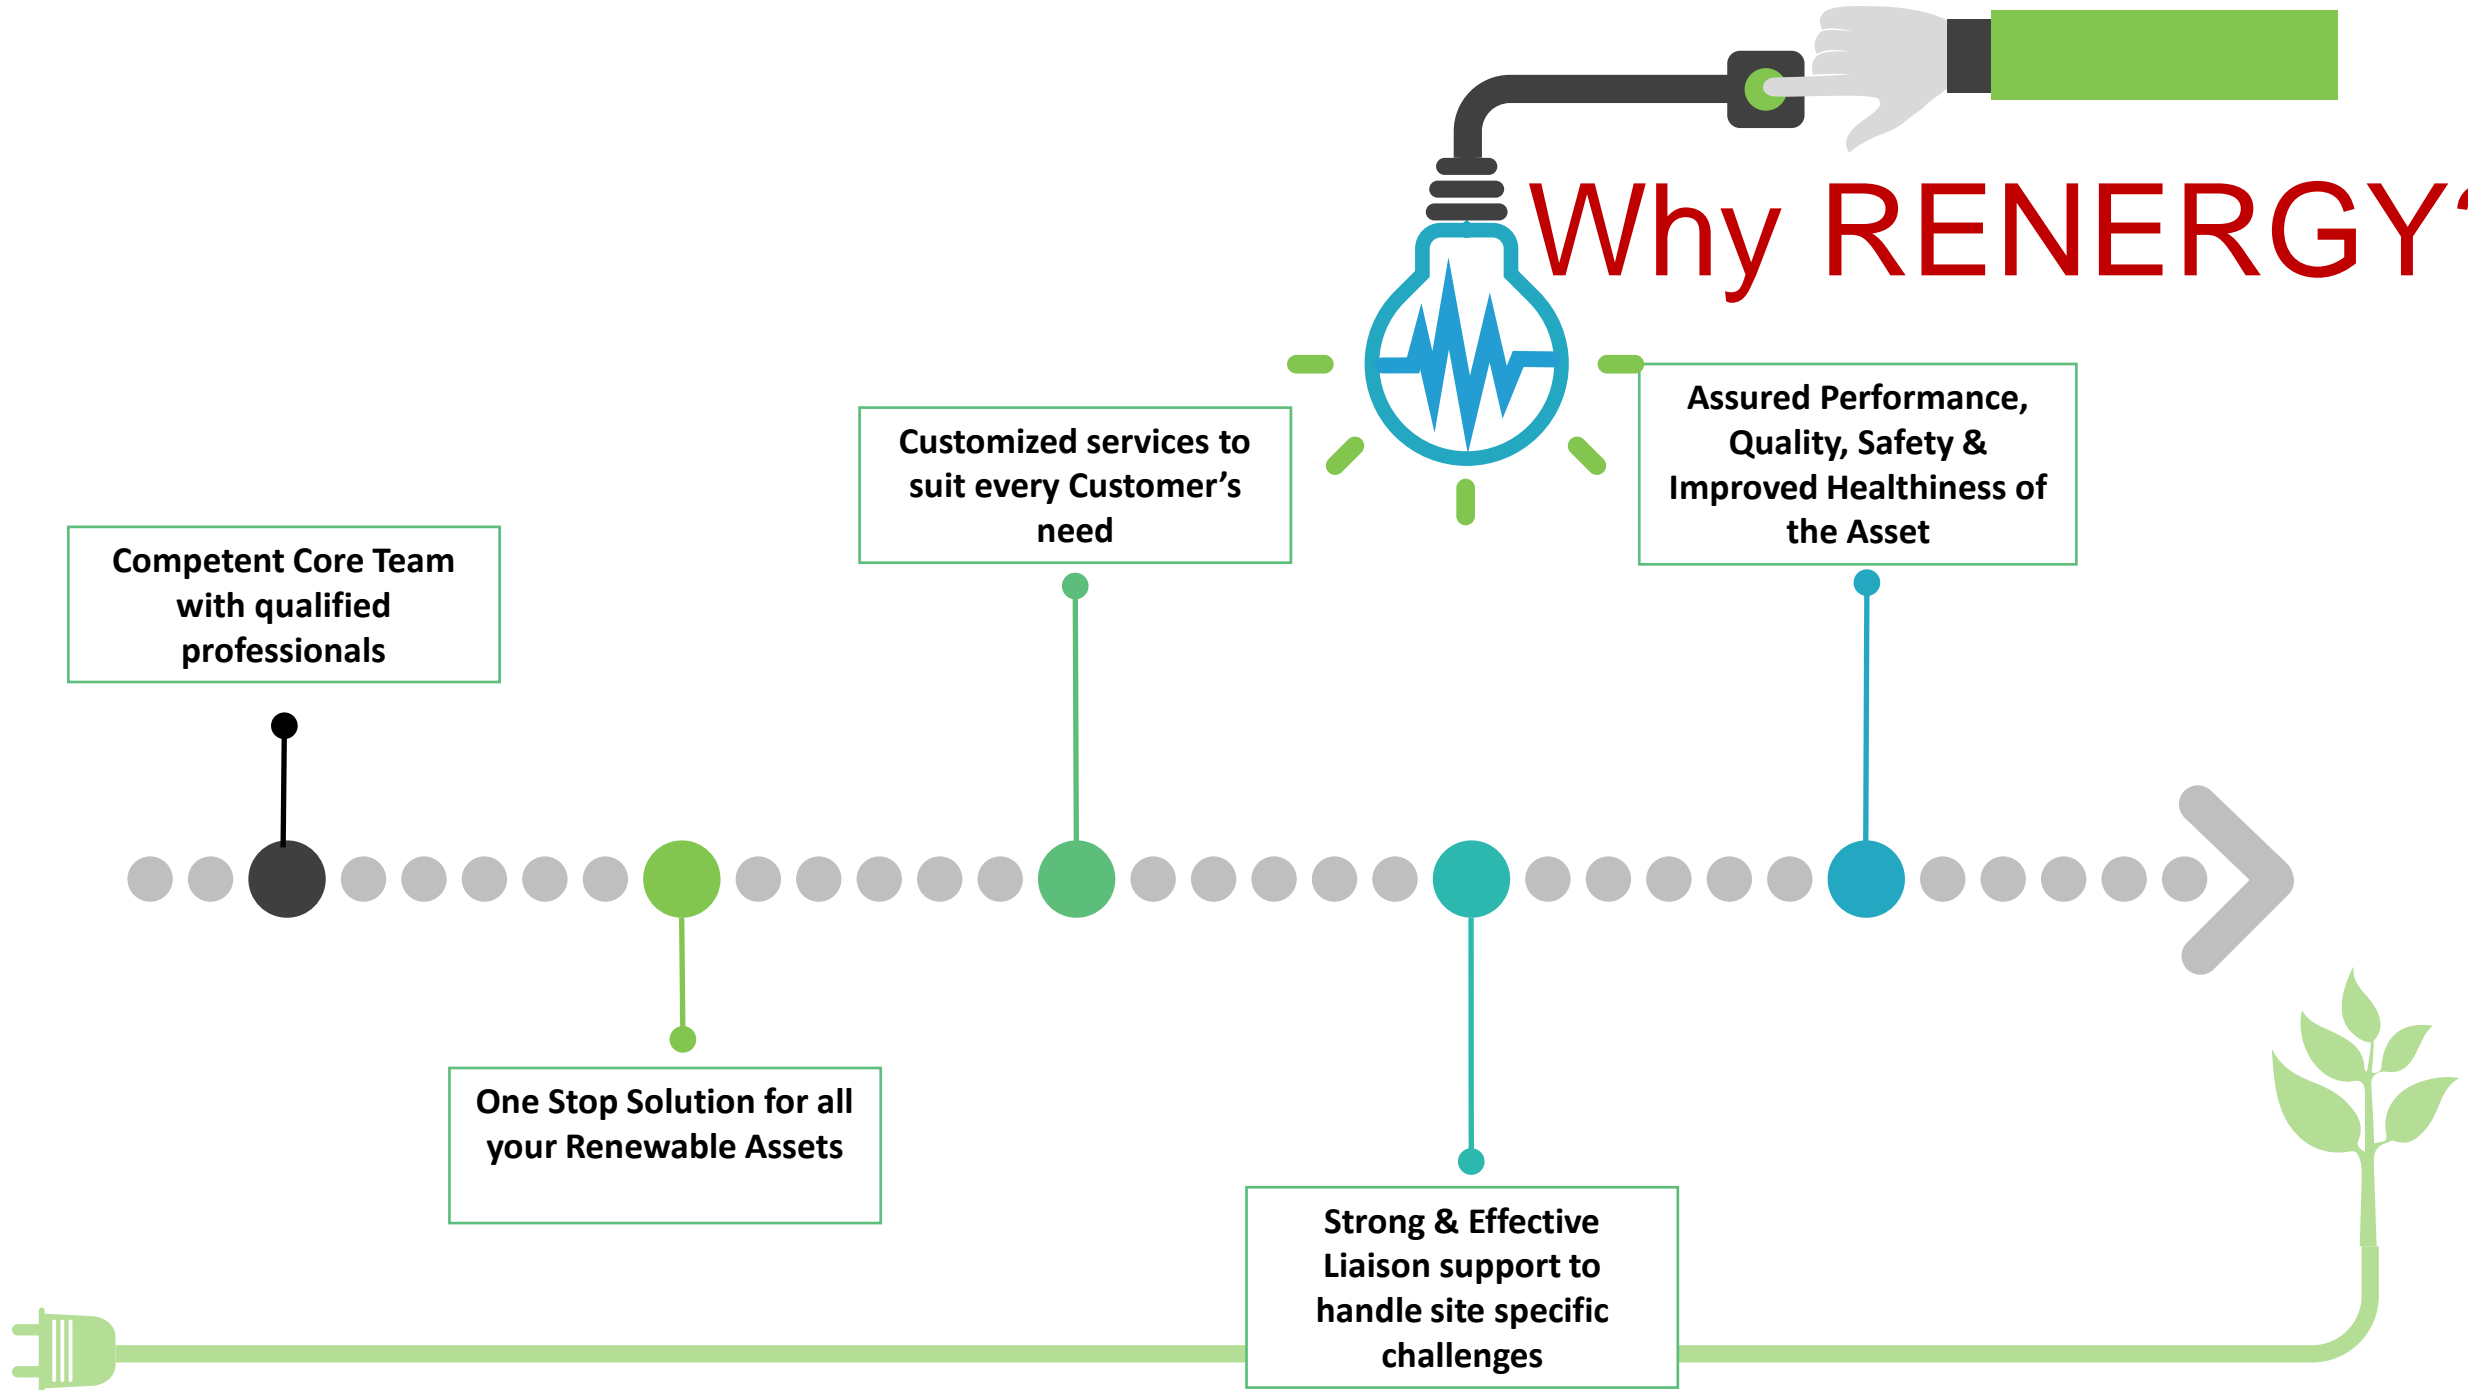 Why RENERGY?
Competent Core Team
with qualified
professionals
One Stop Solution for all
your Renewable Assets
Customized services to
suit every Customer’s
need
Strong & Effective
Liaison support to
handle site specific
challenges
Assured Performance,
Quality, Safety &
Improved Healthiness of
the Asset